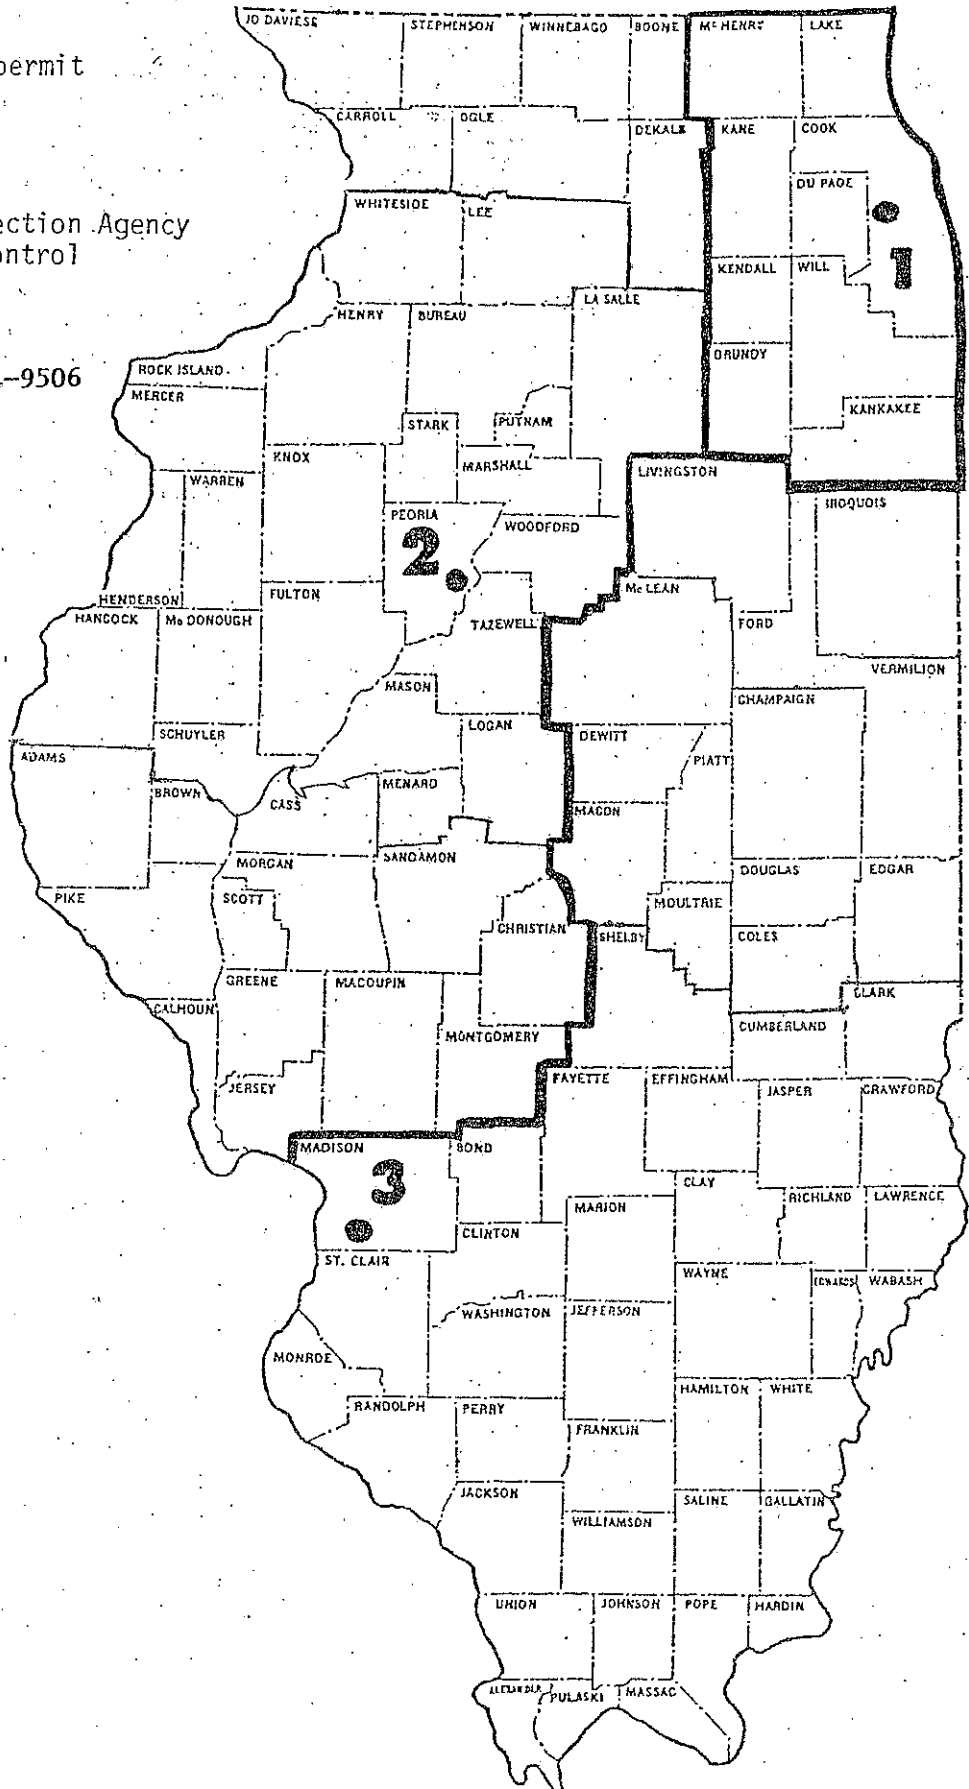 JO DAVIESS STEPHENSON WINNEBAGO BOONE McHENRY LAKE
permit
CARROLL OGLE DEKALB KANE COOK
DU PAGE
WHITESIDE LEE
ection Agency
ontrol
1
KENDALL WILL
LA SALLE
HENRY BUREAU
GRUNDY
ROCK ISLAND
-9506
MERCER
KANKAKEE
STARK PUTNAM
KNOX MARSHALL LIVINGSTON
WARREN
IROQUOIS
PEORIA WOODFORD
2
McLEAN
HENDERSON FULTON
HANCOCK McDONOUGH TAZEWELL FORD
VERMILION
MASON CHAMPAIGN
LOGAN
SCHUYLER DEWITT
ADAMS PIATT
BROWN CASS MENARD
MACON
MORGAN SANGAMON
DOUGLAS EDGAR
PIKE SCOTT MOULTRIE
CHRISTIAN SHELBY COLES
GREENE MACOUPIN
CLARK
CALHOUN
CUMBERLAND
MONTGOMERY
JERSEY FAYETTE EFFINGHAM
JASPER CRAWFORD
MADISON BOND
3
CLAY
RICHLAND LAWRENCE
MARION
CLINTON
ST. CLAIR
WAYNE
EDWARDS WABASH
WASHINGTON JEFFERSON
MONROE
HAMILTON WHITE
RANDOLPH PERRY
FRANKLIN
JACKSON
SALINE GALLATIN
WILLIAMSON
UNION JOHNSON POPE HARDIN
ALEXANDER PULASKI MASSAC